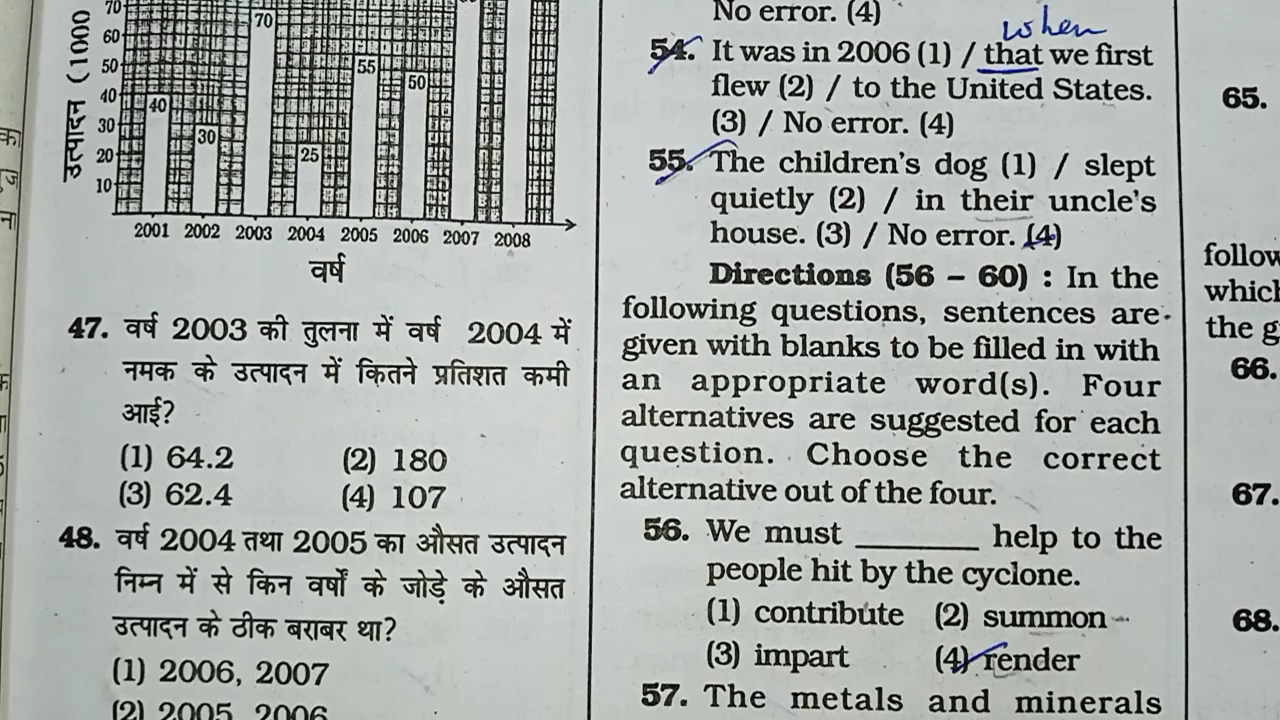 उत्पादन (1000
70
60
50
40
30
20
10
40
30
70
25
55
50
2001 2002 2003 2004 2005 2006 2007 2008
वर्ष
47. वर्ष 2003 की तुलना में वर्ष 2004 में
नमक के उत्पादन में कितने प्रतिशत कमी
आई?
(1) 64.2 (2) 180
(3) 62.4 (4) 107
48. वर्ष 2004 तथा 2005 का औसत उत्पादन
निम्न में से किन वर्षों के जोड़े के औसत
उत्पादन के ठीक बराबर था?
(1) 2006, 2007
(2) 2005, 2006
No error. (4)
when
54. It was in 2006 (1) / that we first
flew (2) / to the United States.
(3) / No error. (4)
55. The children's dog (1) / slept
quietly (2) / in their uncle's
house. (3) / No error. (4)
Directions (56 – 60) : In the
following questions, sentences are
given with blanks to be filled in with
an appropriate word(s). Four
alternatives are suggested for each
question. Choose the correct
alternative out of the four.
56. We must ________ help to the
people hit by the cyclone.
(1) contribute (2) summon
(3) impart (4) render
57. The metals and minerals
65.
follow
which
the g
66.
67.
68.